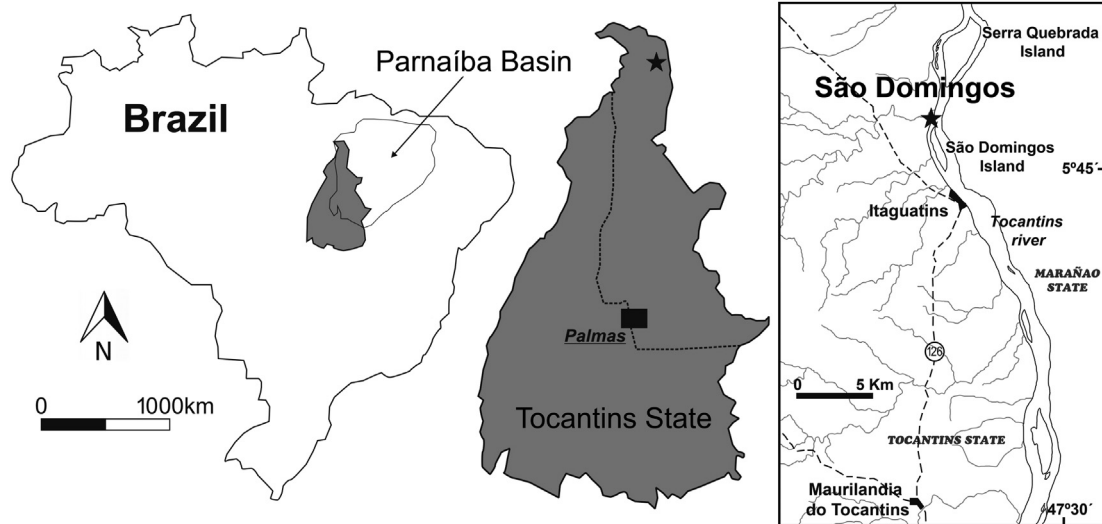 Brazil
Parnaíba Basin
N
0 1000km
Palmas
Tocantins State
Serra Quebrada
Island
São Domingos
São Domingos
Island
5º45´
Itaguatins
Tocantins
river
MARAÑAO
STATE
126
0 5 Km
TOCANTINS STATE
Maurilandia
do Tocantins
47º30´